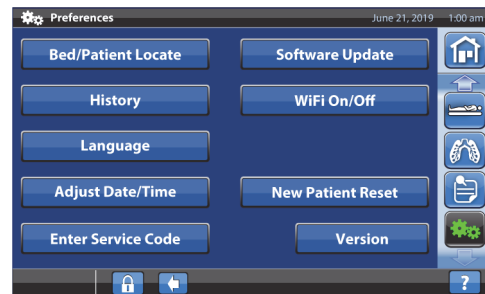 Preferences
June 21, 2019 1:00 am
Bed/Patient Locate
Software Update
History
WiFi On/Off
Language
Adjust Date/Time
New Patient Reset
Enter Service Code
Version
?